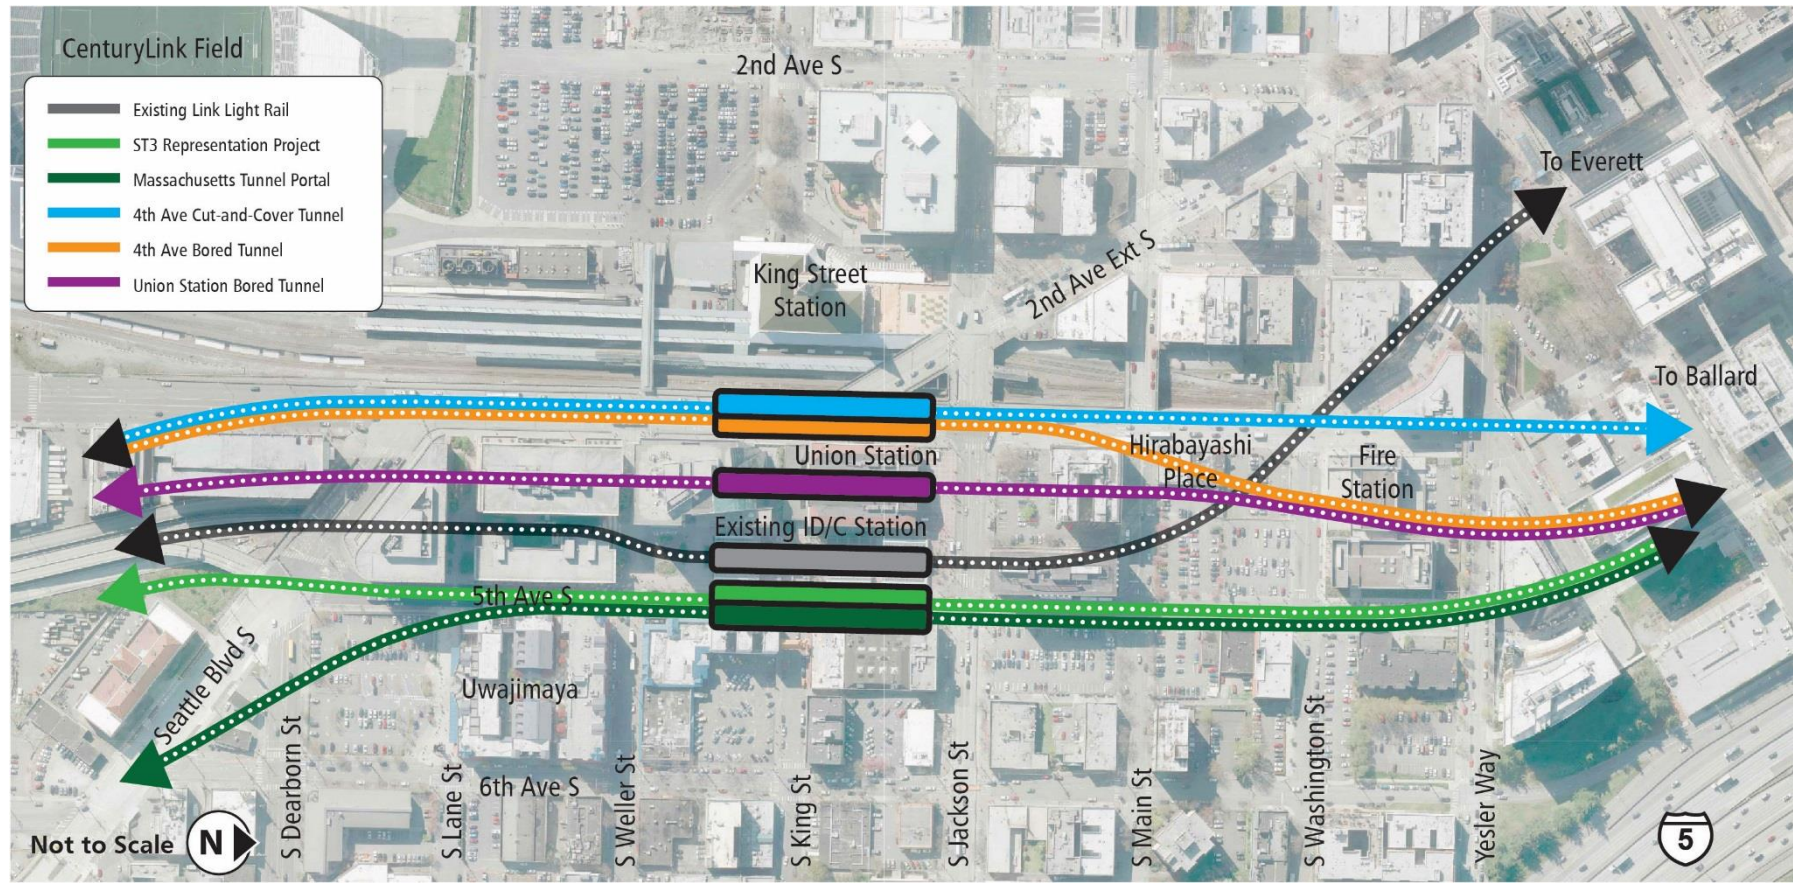 CenturyLink Field
Existing Link Light Rail
ST3 Representation Project
Massachusetts Tunnel Portal
4th Ave Cut-and-Cover Tunnel
4th Ave Bored Tunnel
Union Station Bored Tunnel
2nd Ave S
To Everett
2nd Ave Ext S
King Street
Station
To Ballard
Union Station
Hirabayashi
Place
Fire
Station
Existing ID/C Station
5th Ave S
Seattle Blvd S
Uwajimaya
6th Ave S
S Dearborn St
S Lane St
S Weller St
S King St
S Jackson St
S Main St
S Washington St
Yesler Way
Not to Scale
N
5